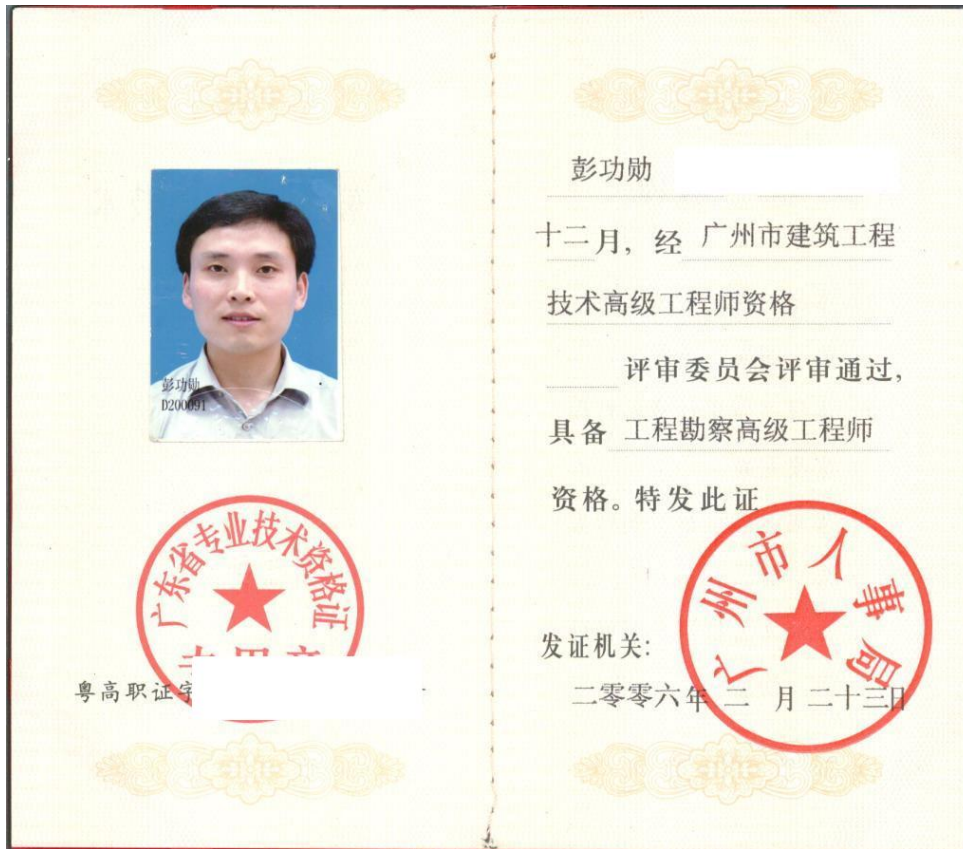 彭功勋
D200091
广东省专业技术资格证
粤高职证字
彭功勋
十二月，经 广州市建筑工程
技术高级工程师资格
评审委员会评审通过，
具备 工程勘察高级工程师
资格。特发此证
广州市人事局
发证机关：
二零零六年 二 月 二十三日